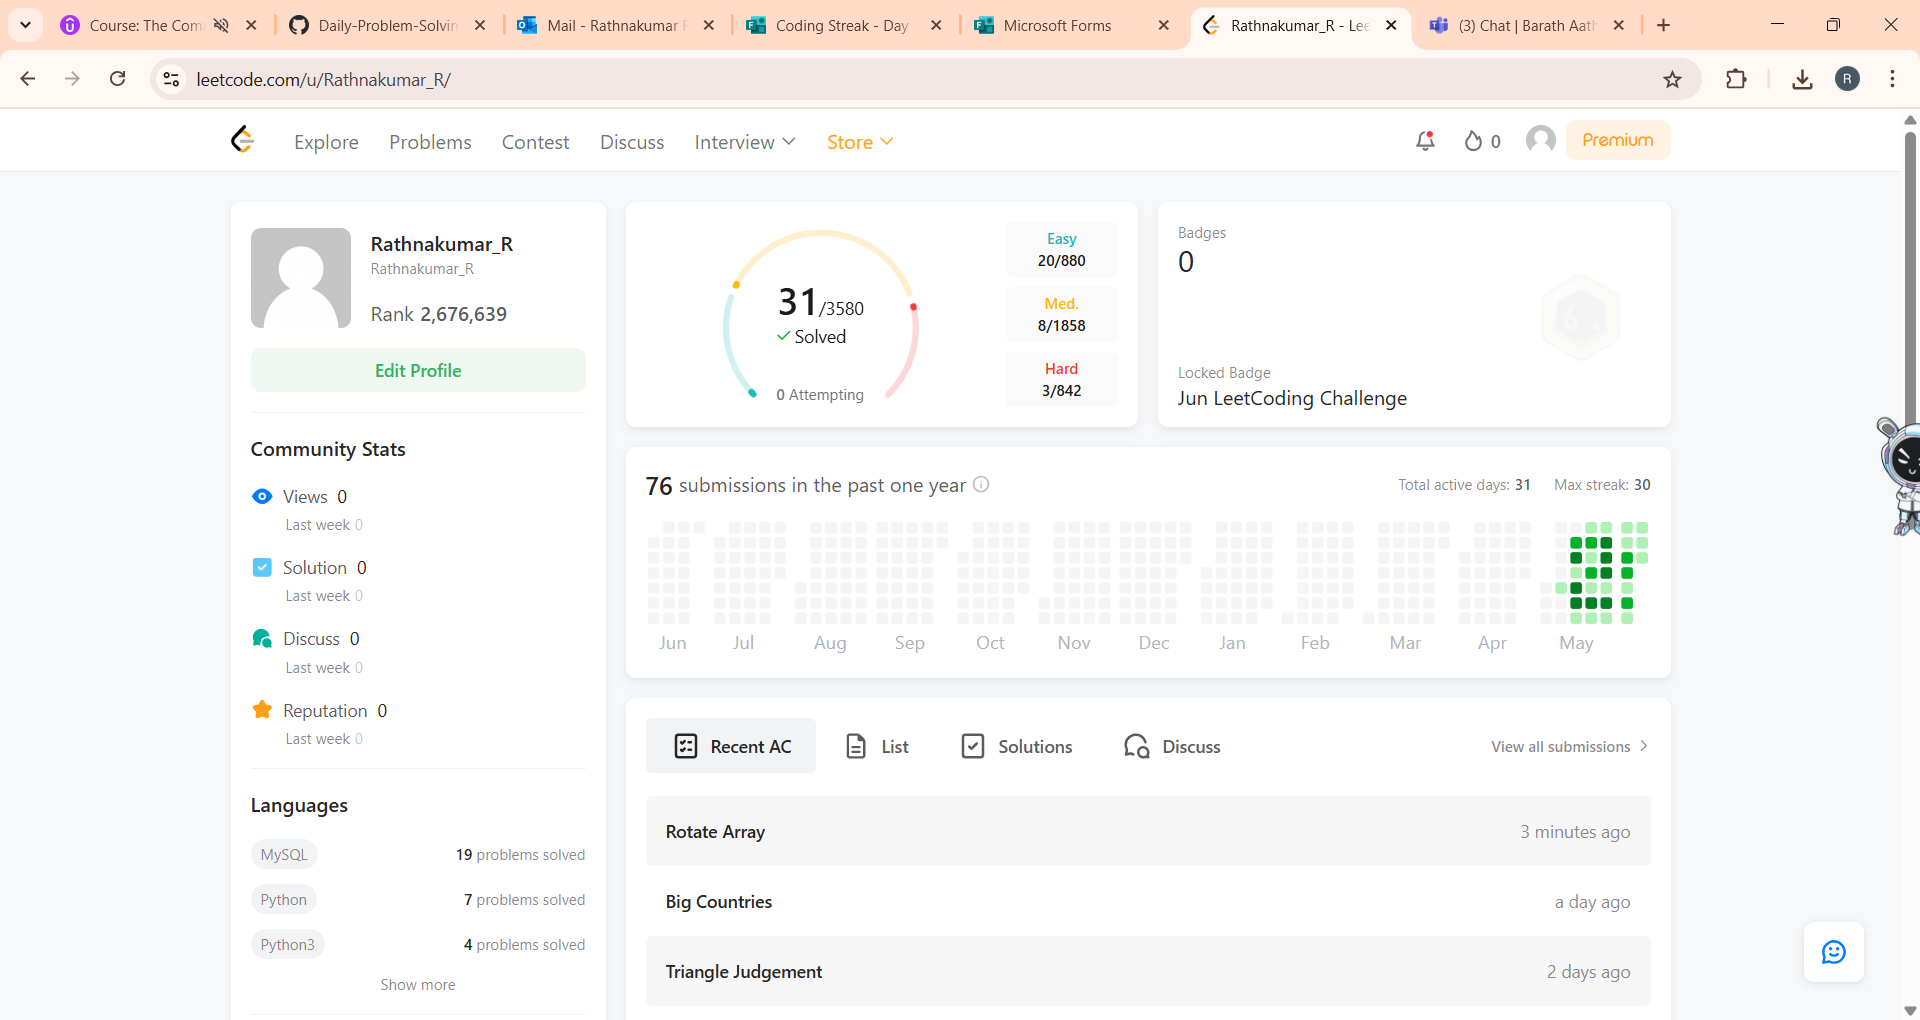 Course: The Com
Daily-Problem-Solvin
Mail - Rathnakumar R
Coding Streak - Day
Microsoft Forms
Rathnakumar_R - Lee
(3) Chat | Barath Aath
leetcode.com/u/Rathnakumar_R/
R
Explore
Problems
Contest
Discuss
Interview
Store
0
Premium
Rathnakumar_R
Rathnakumar_R
Rank 2,676,639
Edit Profile
Community Stats
Views 0
Last week 0
Solution 0
Last week 0
Discuss 0
Last week 0
Reputation 0
Last week 0
Languages
MySQL
19 problems solved
Python
7 problems solved
Python3
4 problems solved
Show more
31/3580
Solved
0 Attempting
Easy
20/880
Med.
8/1858
Hard
3/842
Badges
0
Locked Badge
Jun LeetCoding Challenge
76 submissions in the past one year
Total active days: 31
Max streak: 30
Jun
Jul
Aug
Sep
Oct
Nov
Dec
Jan
Feb
Mar
Apr
May
Recent AC
List
Solutions
Discuss
View all submissions
Rotate Array
3 minutes ago
Big Countries
a day ago
Triangle Judgement
2 days ago